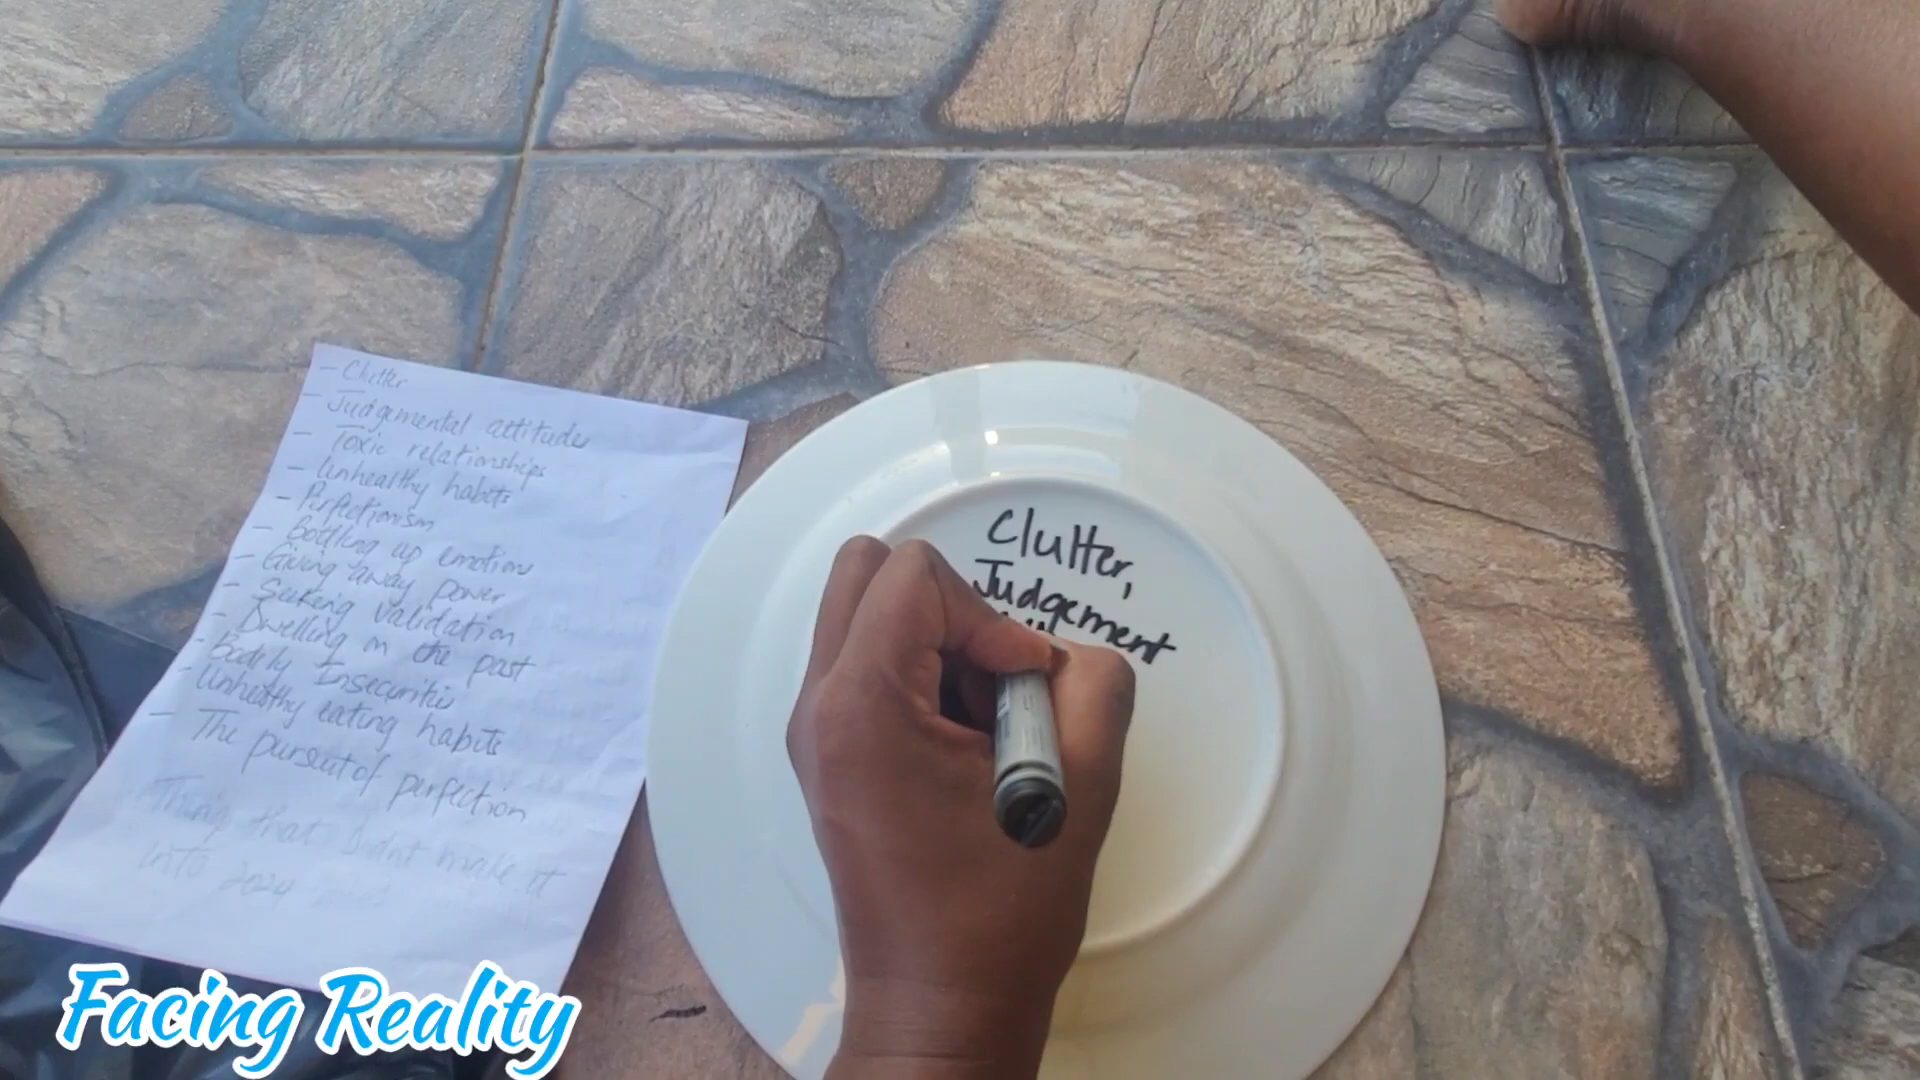 - Clutter
- Judgemental attitudes
- Toxic relationships
- Unhealthy habits
- Perfectionism
- Bottling up emotions
- Giving away power
- Seeking validation
- Dwelling on the past
- Bodily Insecurities
- Unhealthy eating habits
- The pursuit of perfection
Things that Didnt make it
into 2024
Clutter,
Judgement
Facing Reality